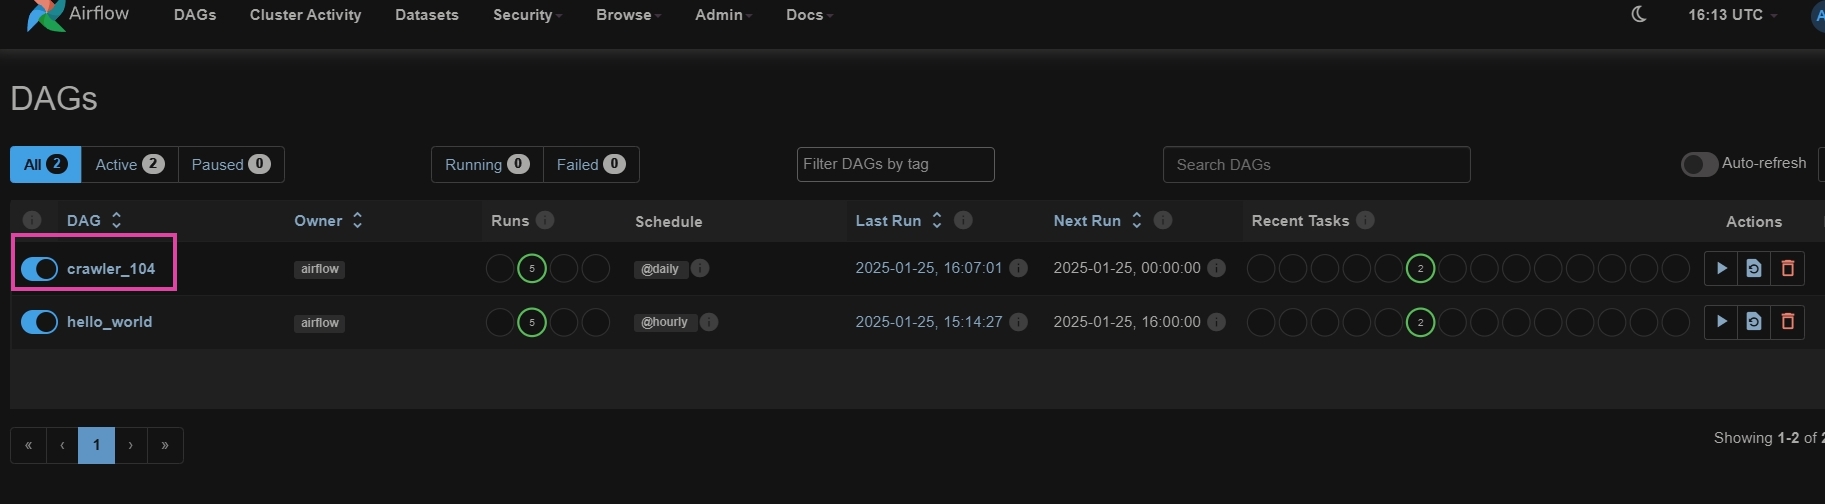 Airflow DAGs Cluster Activity Datasets Security Browse Admin Docs 16:13 UTC A
DAGs
All 2 Active 2 Paused 0 Running 0 Failed 0 Filter DAGs by tag Search DAGs Auto-refresh
DAG Owner Runs Schedule Last Run Next Run Recent Tasks Actions
crawler_104 airflow 5 @daily 2025-01-25, 16:07:01 2025-01-25, 00:00:00 2
hello_world airflow 5 @hourly 2025-01-25, 15:14:27 2025-01-25, 16:00:00 2
« ‹ 1 › » Showing 1-2 of 2